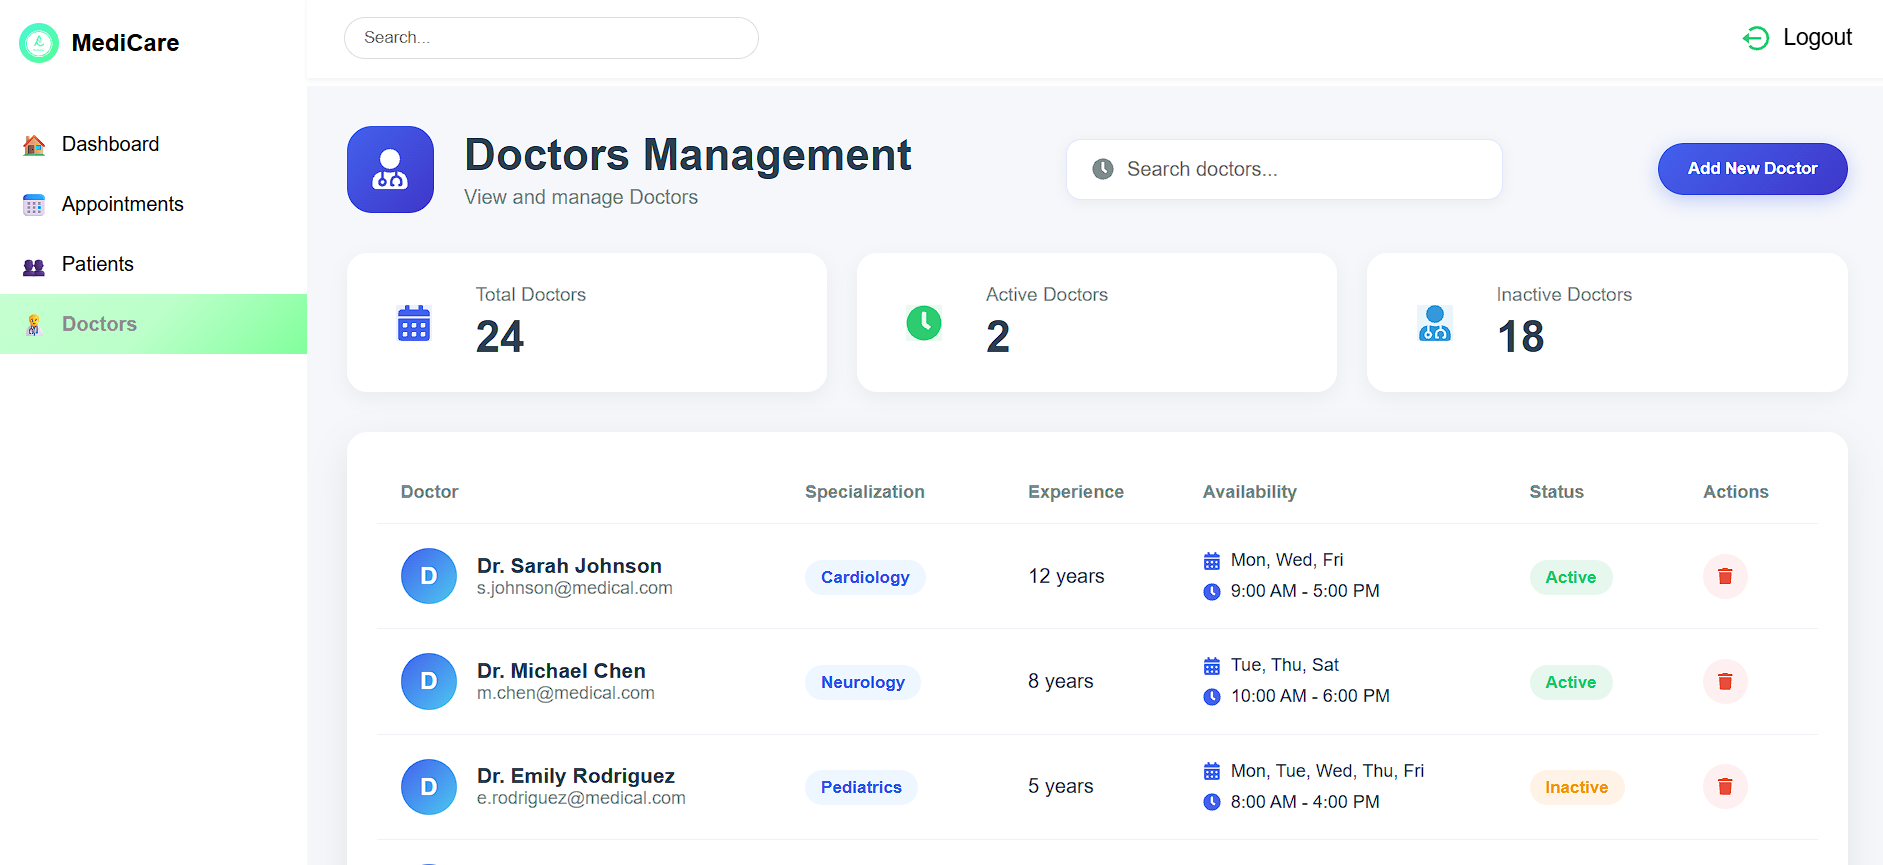 MediCare
Search...
Logout
Dashboard
Appointments
Patients
Doctors
Doctors Management
View and manage Doctors
Search doctors...
Add New Doctor
Total Doctors
24
Active Doctors
2
Inactive Doctors
18
Doctor Specialization Experience Availability Status Actions
D
Dr. Sarah Johnson
s.johnson@medical.com
Cardiology
12 years
Mon, Wed, Fri
9:00 AM - 5:00 PM
Active
D
Dr. Michael Chen
m.chen@medical.com
Neurology
8 years
Tue, Thu, Sat
10:00 AM - 6:00 PM
Active
D
Dr. Emily Rodriguez
e.rodriguez@medical.com
Pediatrics
5 years
Mon, Tue, Wed, Thu, Fri
8:00 AM - 4:00 PM
Inactive